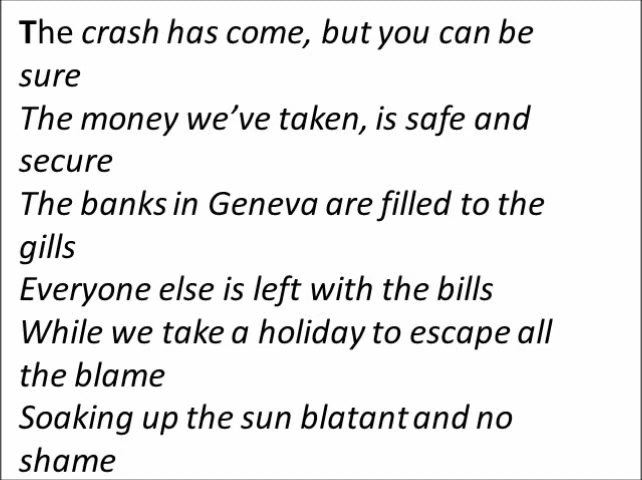 The crash has come, but you can be
sure
The money we’ve taken, is safe and
secure
The banks in Geneva are filled to the
gills
Everyone else is left with the bills
While we take a holiday to escape all
the blame
Soaking up the sun blatant and no
shame